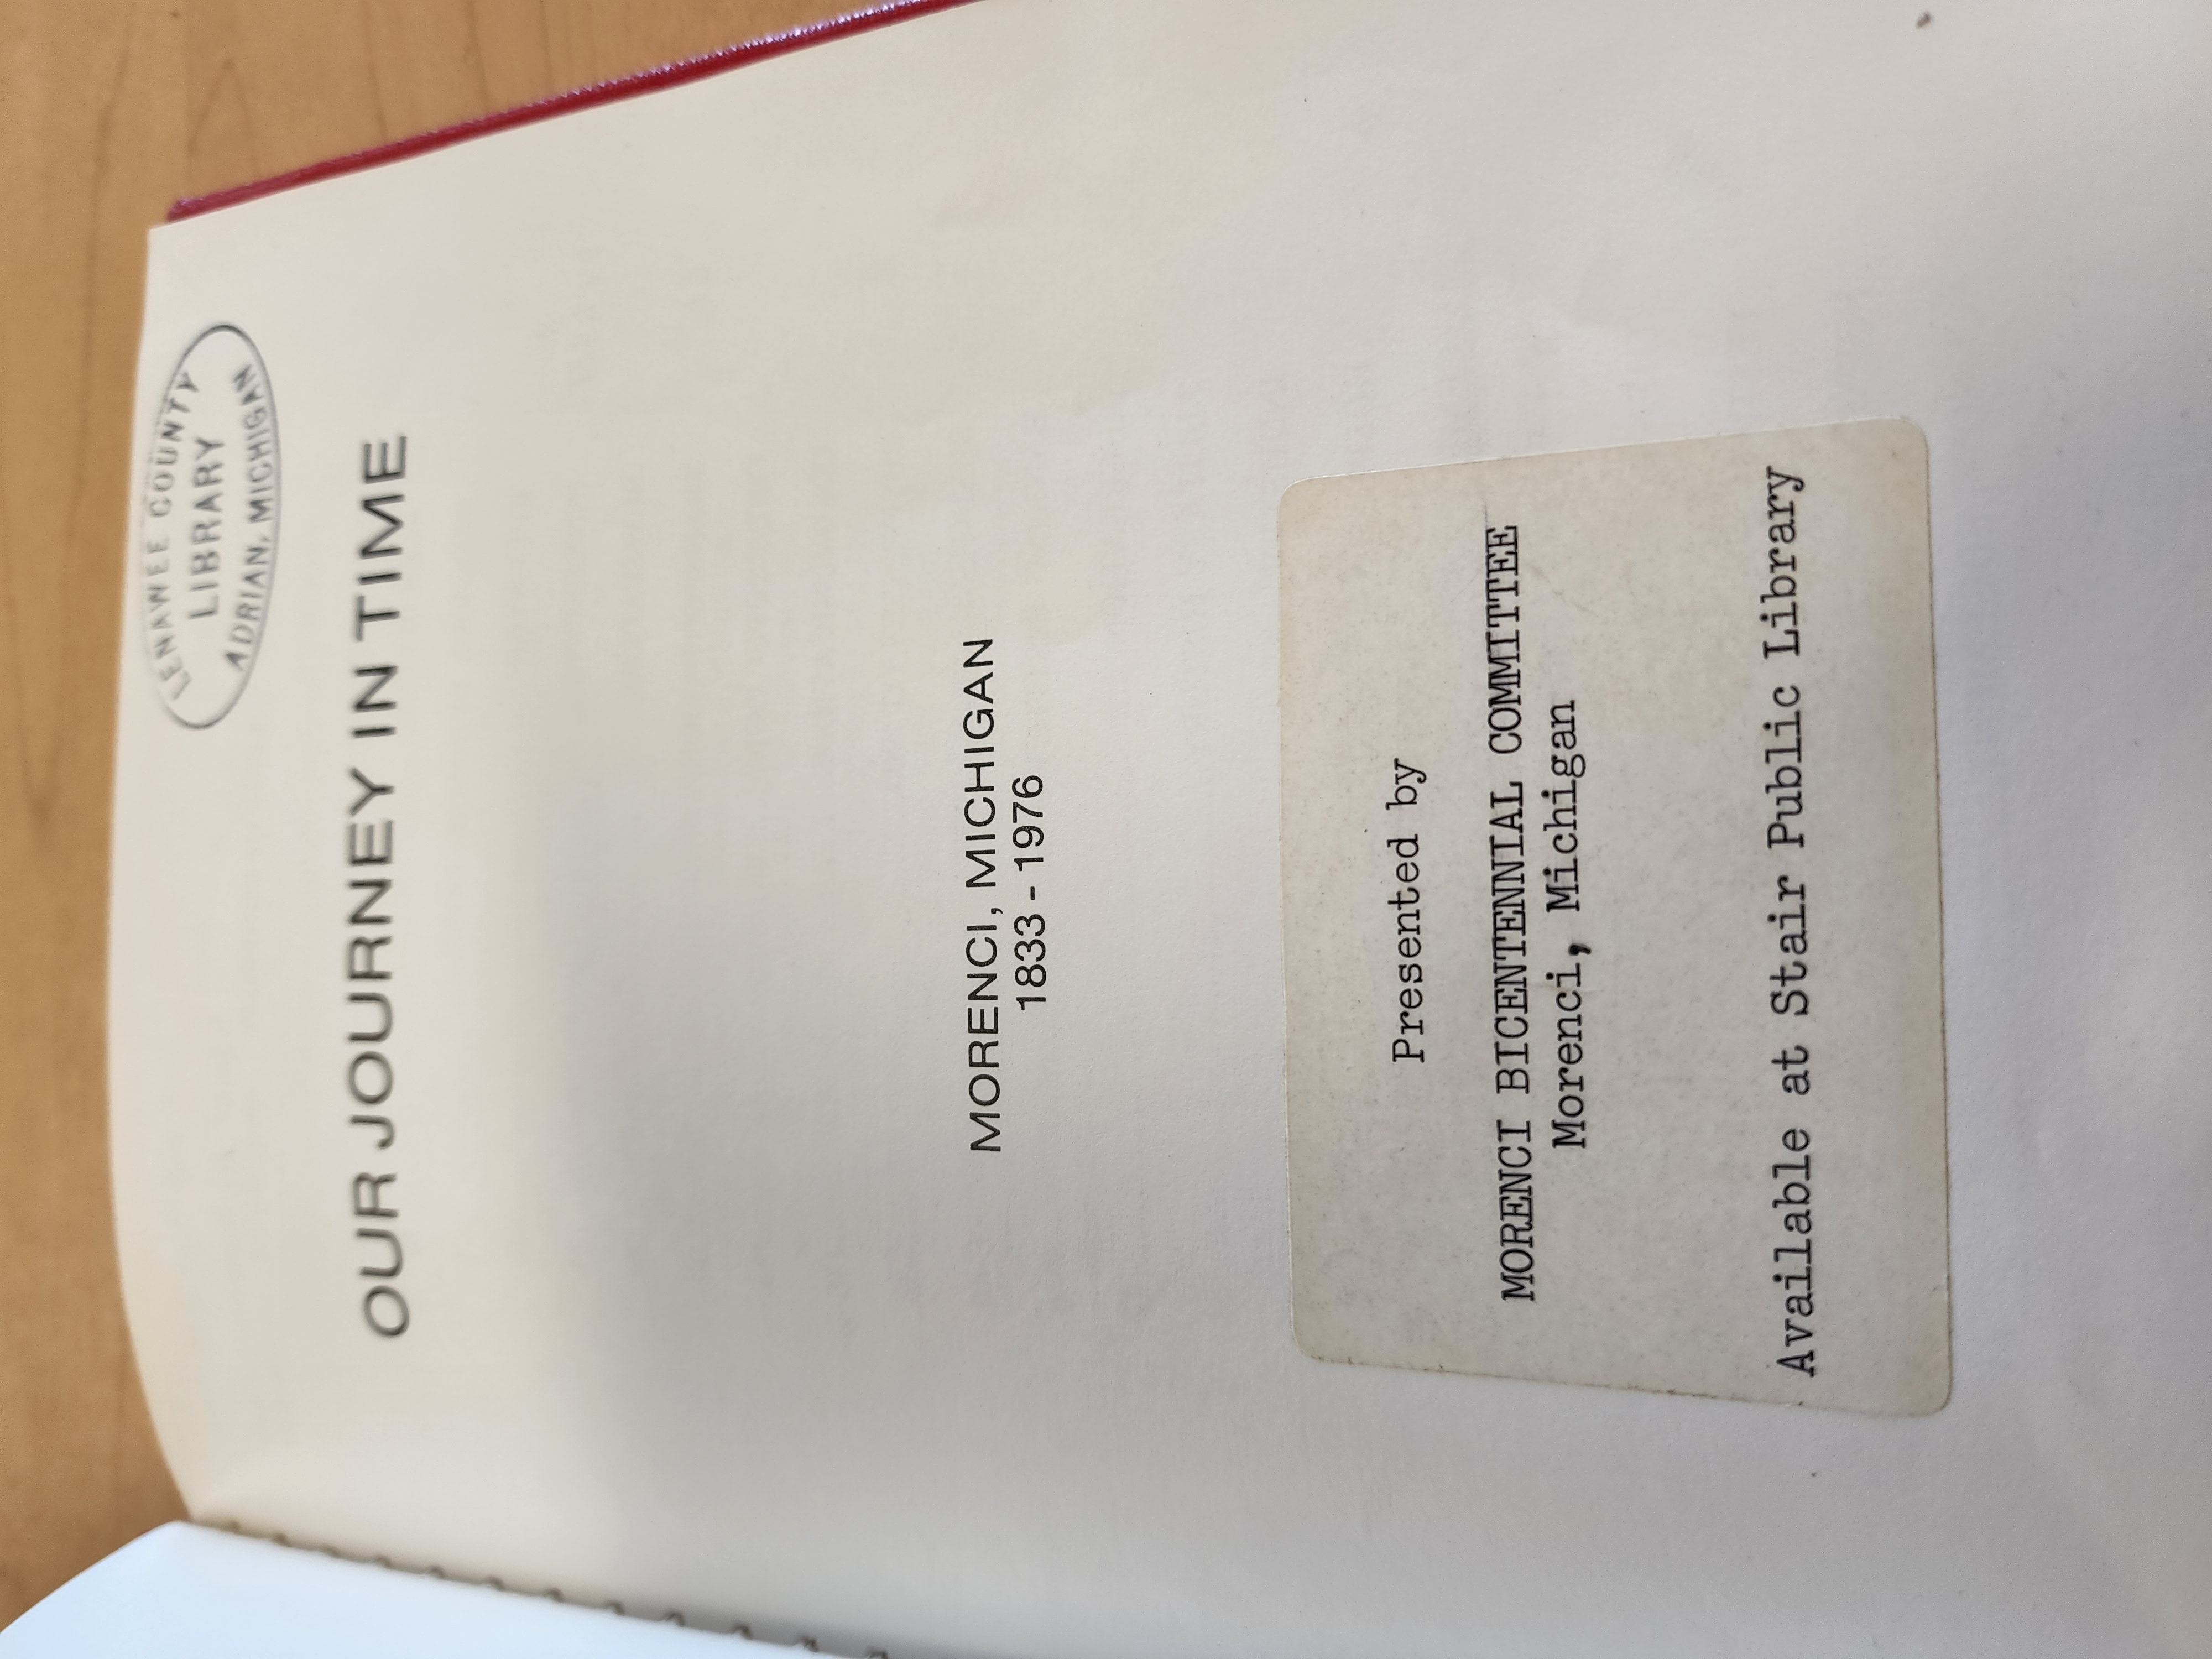 LENAWEE COUNTY
LIBRARY
ADRIAN, MICHIGAN
OUR JOURNEY IN TIME
MORENCI, MICHIGAN
1833 - 1976
Presented by
MORENCI BICENTENNIAL COMMITTEE
Morenci, Michigan
Available at Stair Public Library